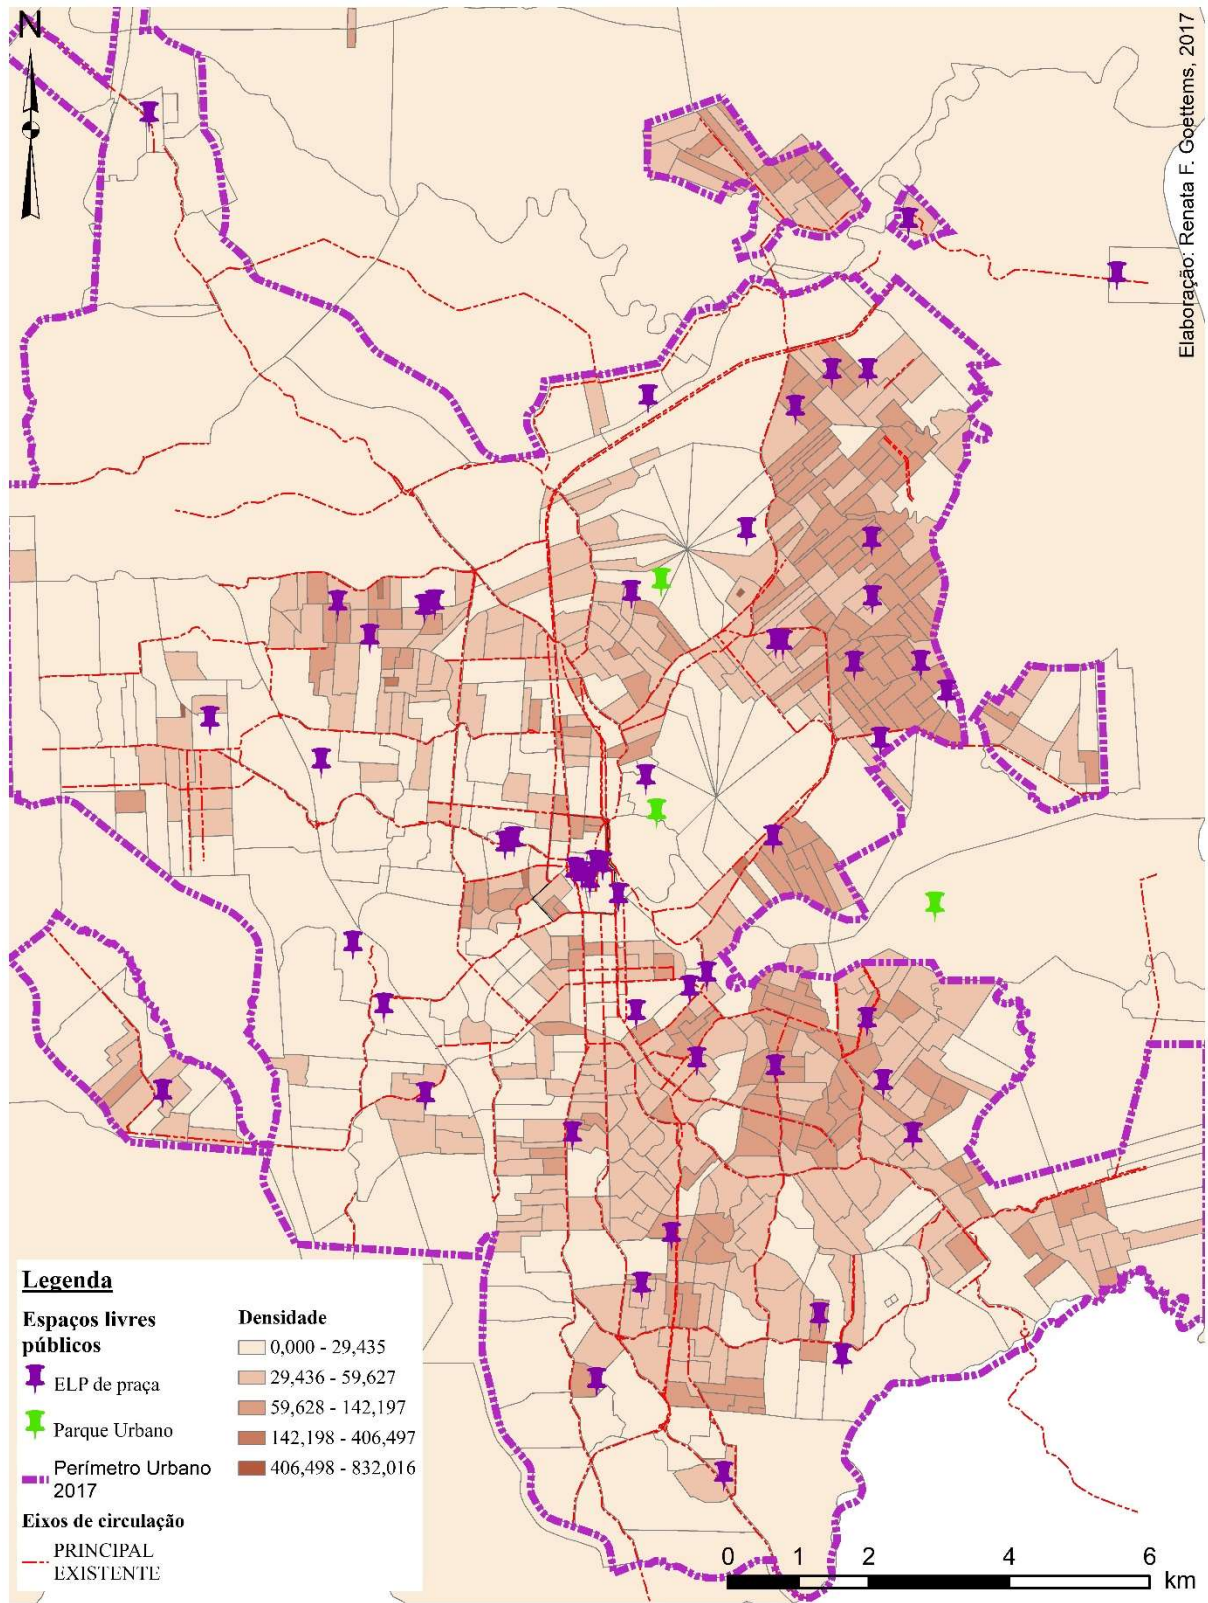 N
Elaboração: Renata F. Goettems, 2017
Legenda
Espaços livres
públicos
ELP de praça
Parque Urbano
Perímetro Urbano
2017
Eixos de circulação
PRINCIPAL
EXISTENTE
Densidade
0,000 - 29,435
29,436 - 59,627
59,628 - 142,197
142,198 - 406,497
406,498 - 832,016
0 1 2 4 6
km